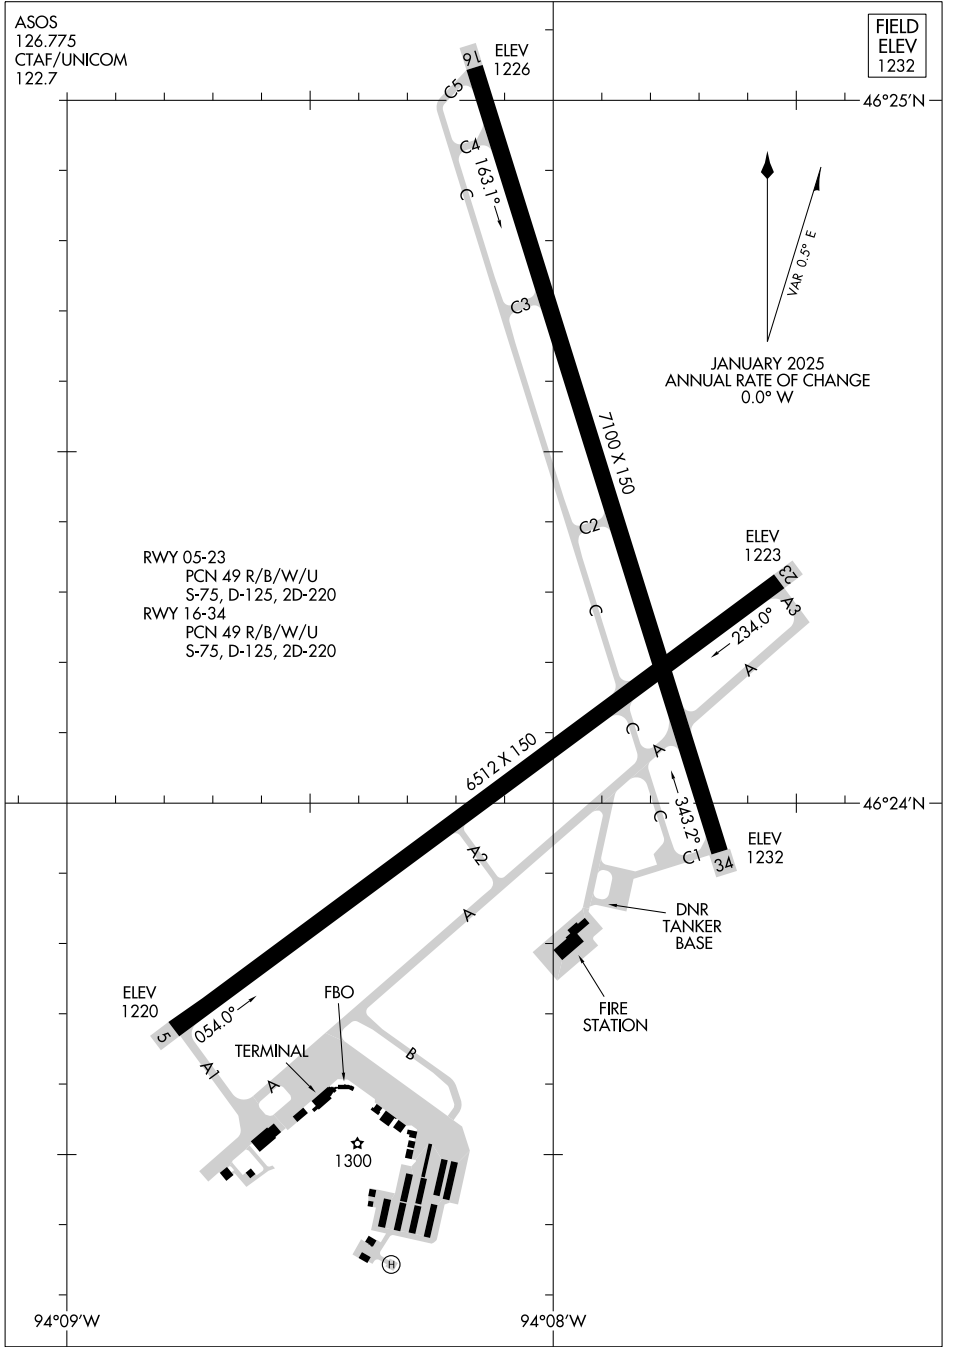 ASOS
126.775
CTAF/UNICOM
122.7
FIELD
ELEV
1232
16
ELEV
1226
46°25'N
C5
C4
163.1°
C
C3
VAR 0.5° E
JANUARY 2025
ANNUAL RATE OF CHANGE
0.0° W
7100 X 150
C2
RWY 05-23
PCN 49 R/B/W/U
S-75, D-125, 2D-220
RWY 16-34
PCN 49 R/B/W/U
S-75, D-125, 2D-220
ELEV
1223
23
A3
234.0°
C
A
C
A
6512 X 150
46°24'N
343.2°
C
C1
34
ELEV
1232
A2
A
DNR
TANKER
BASE
FIRE
STATION
ELEV
1220
5
054.0°
FBO
TERMINAL
A1
A
B
1300
H
94°09'W
94°08'W